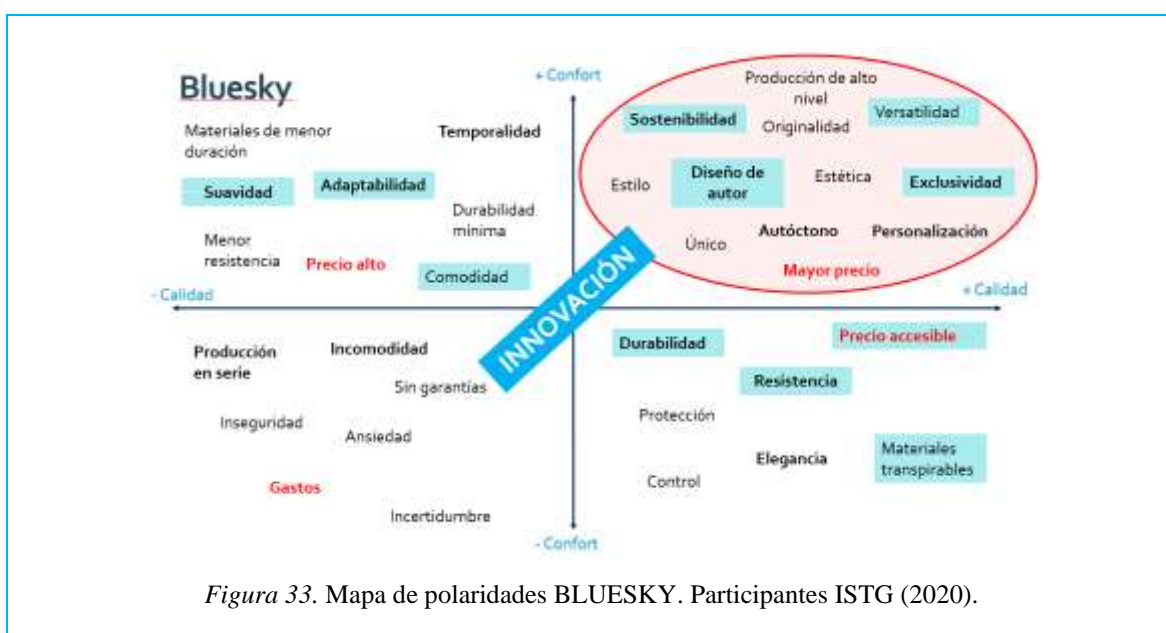 Bluesky
+ Confort
Materiales de menor
duración
Temporalidad
Suavidad
Adaptabilidad
Durabilidad
mínima
Menor
resistencia
Precio alto
Comodidad
Producción de alto
nivel
Sostenibilidad
Originalidad
Versatilidad
Estilo
Diseño de
autor
Estética
Exclusividad
Único
Autóctono
Personalización
Mayor precio
- Calidad
+ Calidad
INNOVACIÓN
Producción
en serie
Incomodidad
Sin garantías
Inseguridad
Ansiedad
Gastos
Incertidumbre
Durabilidad
Precio accesible
Resistencia
Protección
Elegancia
Materiales
transpirables
Control
- Confort
Figura 33. Mapa de polaridades BLUESKY. Participantes ISTG (2020).